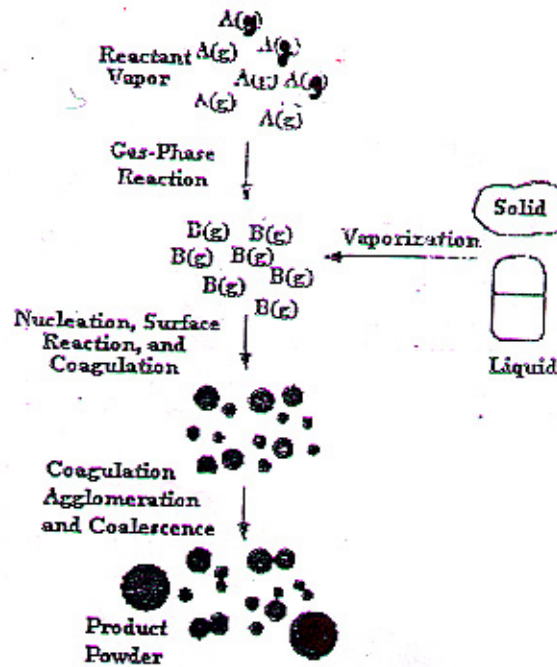 A(g)
Reactant
Vapor
A(g) A(g)
A(g) A(g)
A(g)
A(g)
Gas-Phase
Reaction
B(g) B(g)
B(g) B(g)
B(g)
B(g)
B(g)
Vaporization
Solid
Liquid
Nucleation, Surface
Reaction, and
Coagulation
Coagulation
Agglomeration
and Coalescence
Product
Powder